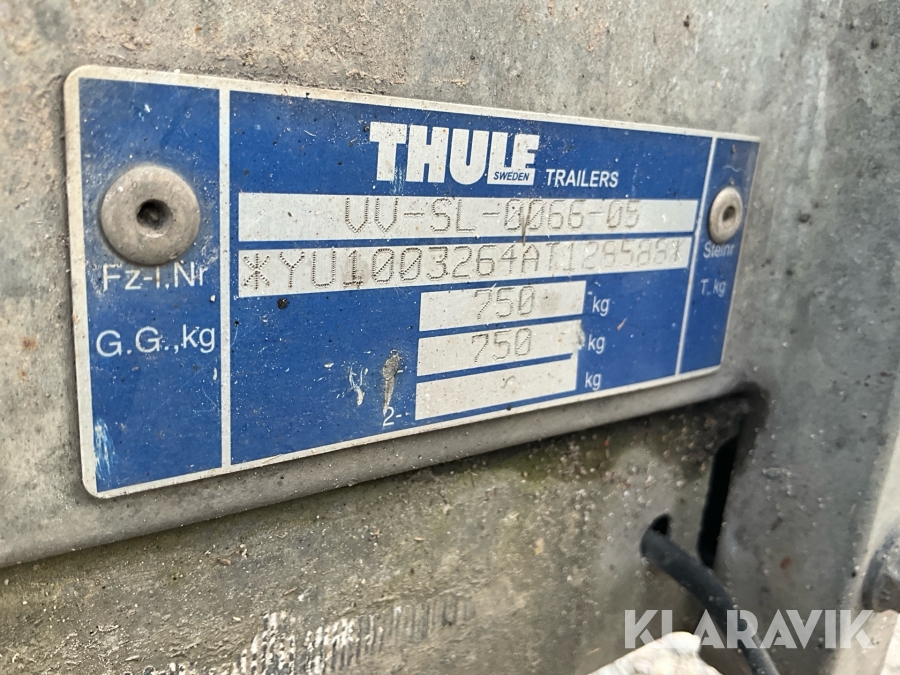 THULE
SWEDEN TRAILERS
VV-SL-0066-05
*YU1003264AT128588*
Fz-I.Nr
Stelnr
750 kg
G.G.,kg
T. kg
750 kg
2- kg
KLARAVIK